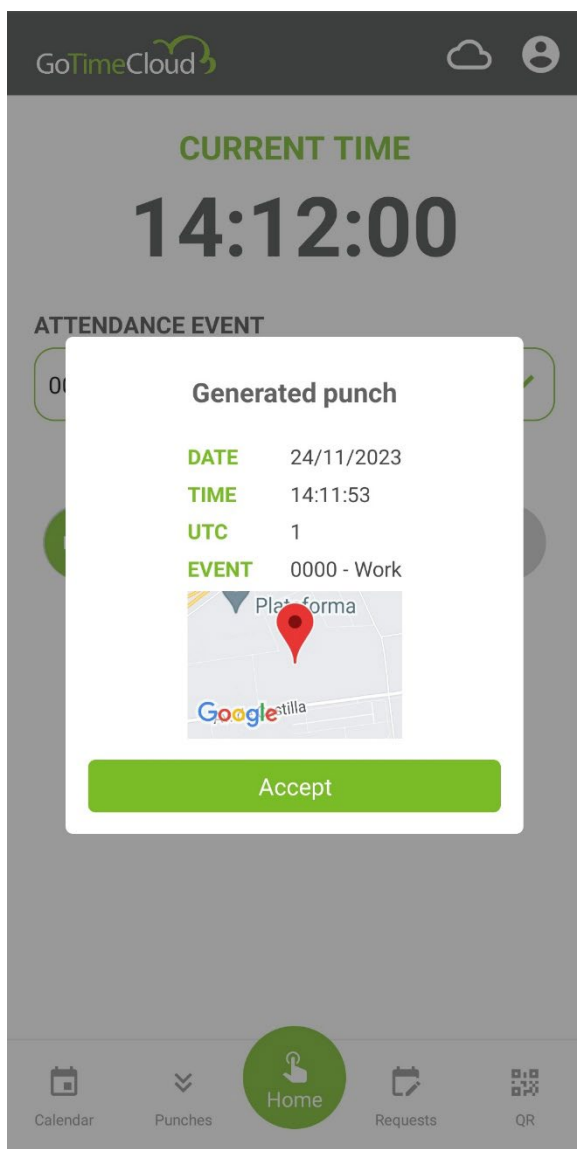 GoTimeCloud
CURRENT TIME
14:12:00
ATTENDANCE EVENT
Generated punch
DATE 24/11/2023
TIME 14:11:53
UTC 1
EVENT 0000 - Work
Google
Accept
Calendar
Punches
Home
Requests
QR